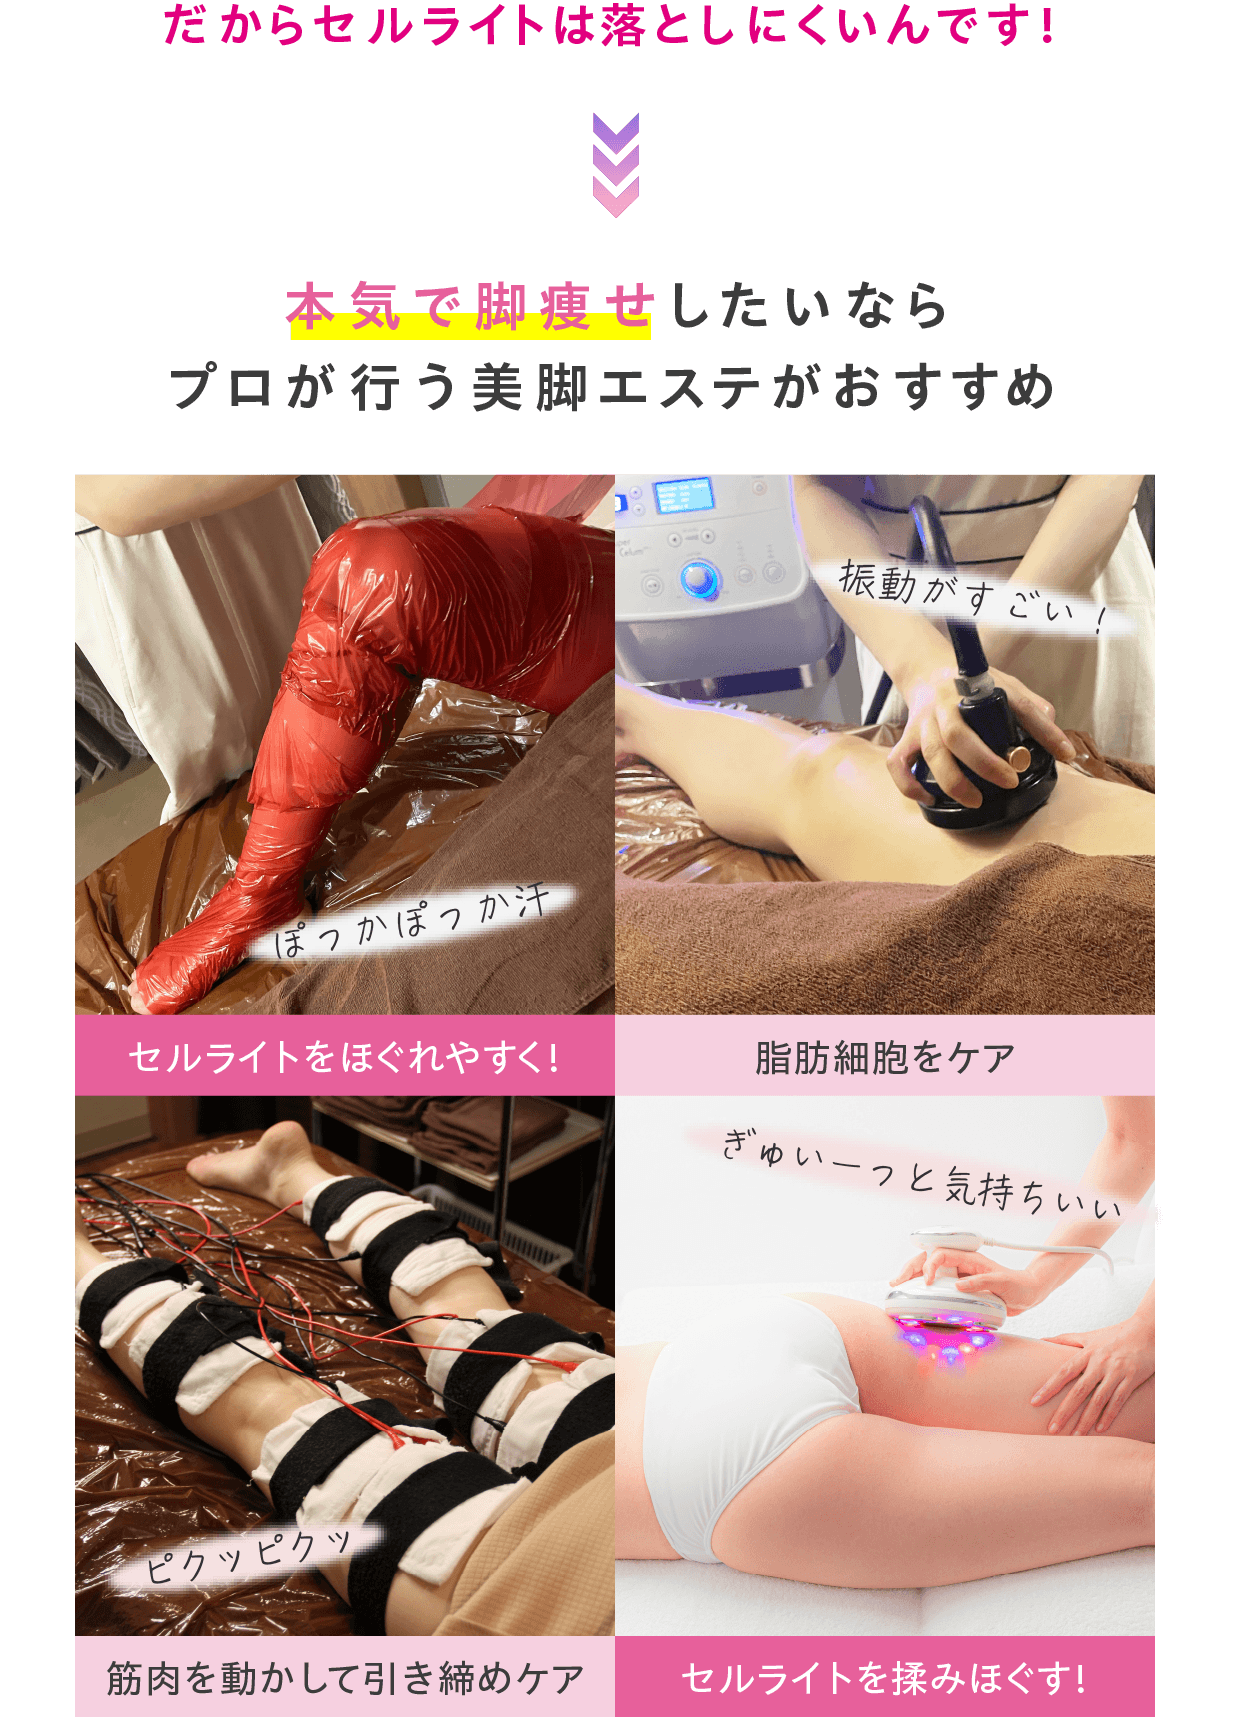 だからセルライトは落としにくいんです!
本気で脚痩せしたいなら
プロが行う美脚エステがおすすめ
振動がすごい!
ぽっかぽっか汗
セルライトをほぐれやすく!
脂肪細胞をケア
ぎゅいーっと気持ちいい
ピクッピクッ
筋肉を動かして引き締めケア
セルライトを揉みほぐす!